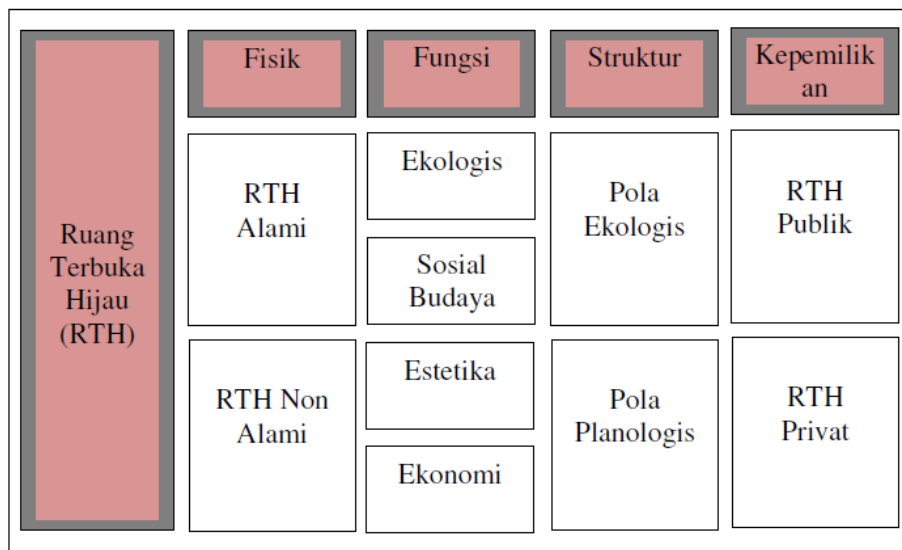 Ruang
Terbuka
Hijau
(RTH)
Fisik
Fungsi
Struktur
Kepemilik
an
RTH
Alami
RTH Non
Alami
Ekologis
Sosial
Budaya
Estetika
Ekonomi
Pola
Ekologis
Pola
Planologis
RTH
Publik
RTH
Privat